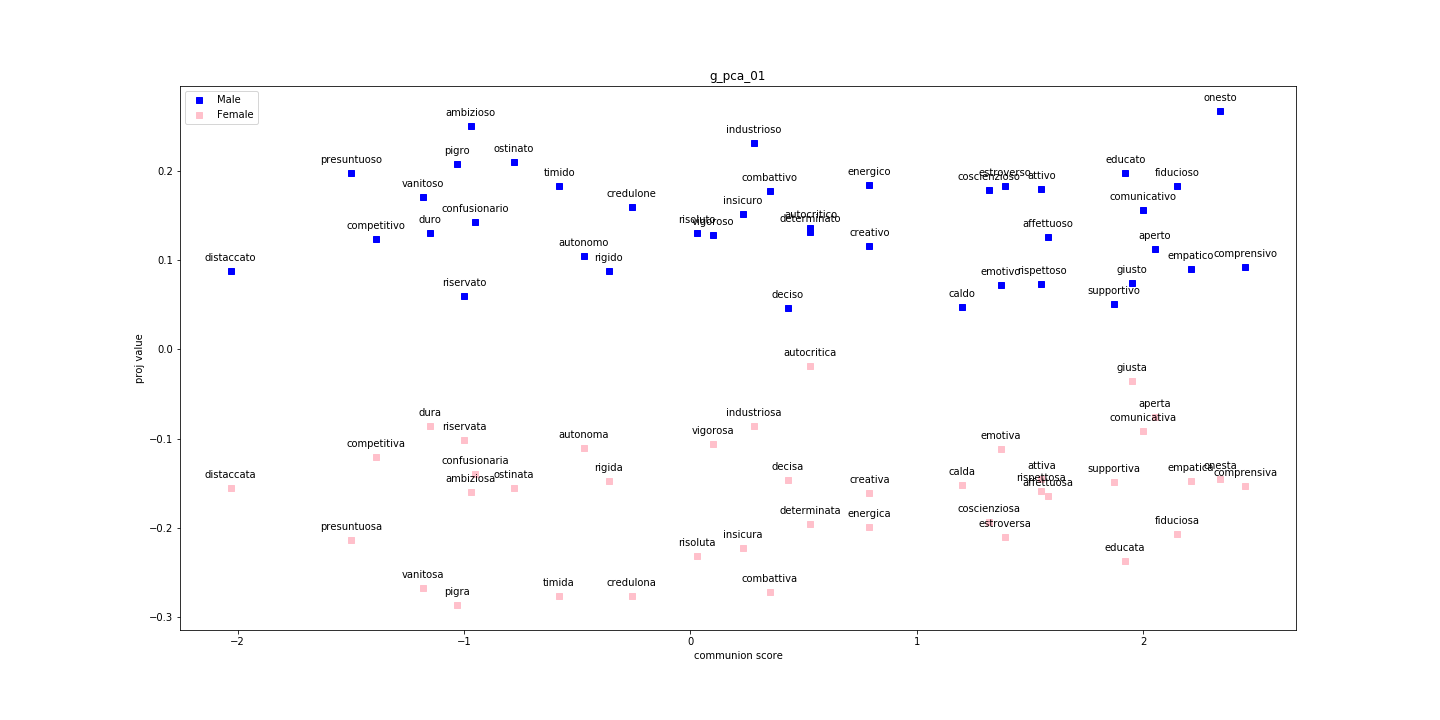 g_pca_01
Male
Female
onesto
ambizioso
industrioso
pigro
ostinato
presuntuoso
educato
timido
energico
estroverso
coscienzioso
attivo
fiducioso
vanitoso
combattivo
credulone
comunicativo
insicuro
confusionario
duro
competitivo
risoluto
vigoroso
autocritico
determinato
affettuoso
creativo
autonomo
aperto
distaccato
rigido
empatico
comprensivo
riservato
emotivo
rispettoso
giusto
deciso
caldo
supportivo
autocritica
giusta
aperta
dura
industriosa
comunicativa
riservata
competitiva
autonoma
vigorosa
emotiva
confusionaria
distaccata
ambiziosa
ostinata
rigida
decisa
creativa
calda
attiva
rispettosa
affettuosa
supportiva
empatica
onesta
comprensiva
presuntuosa
determinata
energica
coscienziosa
estroversa
fiduciosa
risoluta
insicura
educata
vanitosa
pigra
timida
credulona
combattiva
0.2
0.1
0.0
−0.1
−0.2
−0.3
proj value
−2
−1
0
1
2
communion score